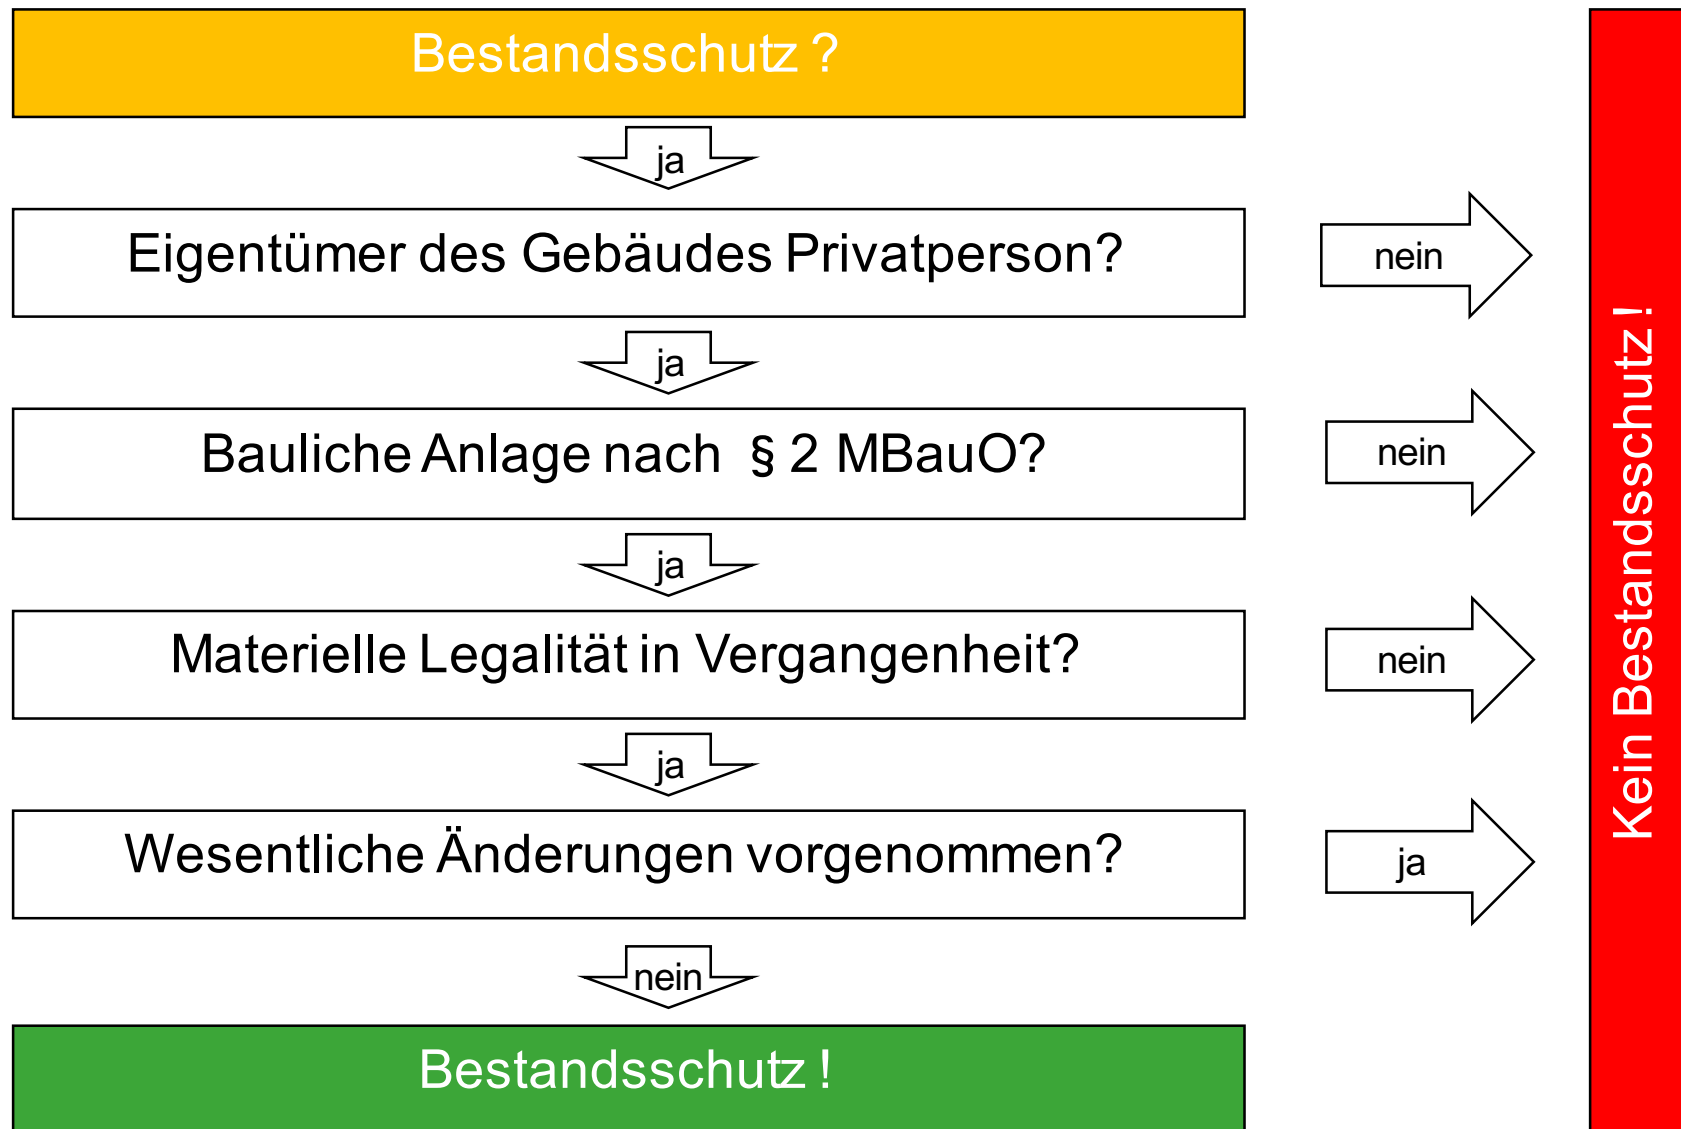 Bestandsschutz ?
ja
Eigentümer des Gebäudes Privatperson?
nein
ja
Bauliche Anlage nach § 2 MBauO?
nein
ja
Materielle Legalität in Vergangenheit?
nein
ja
Wesentliche Änderungen vorgenommen?
ja
nein
Bestandsschutz !
Kein Bestandsschutz !